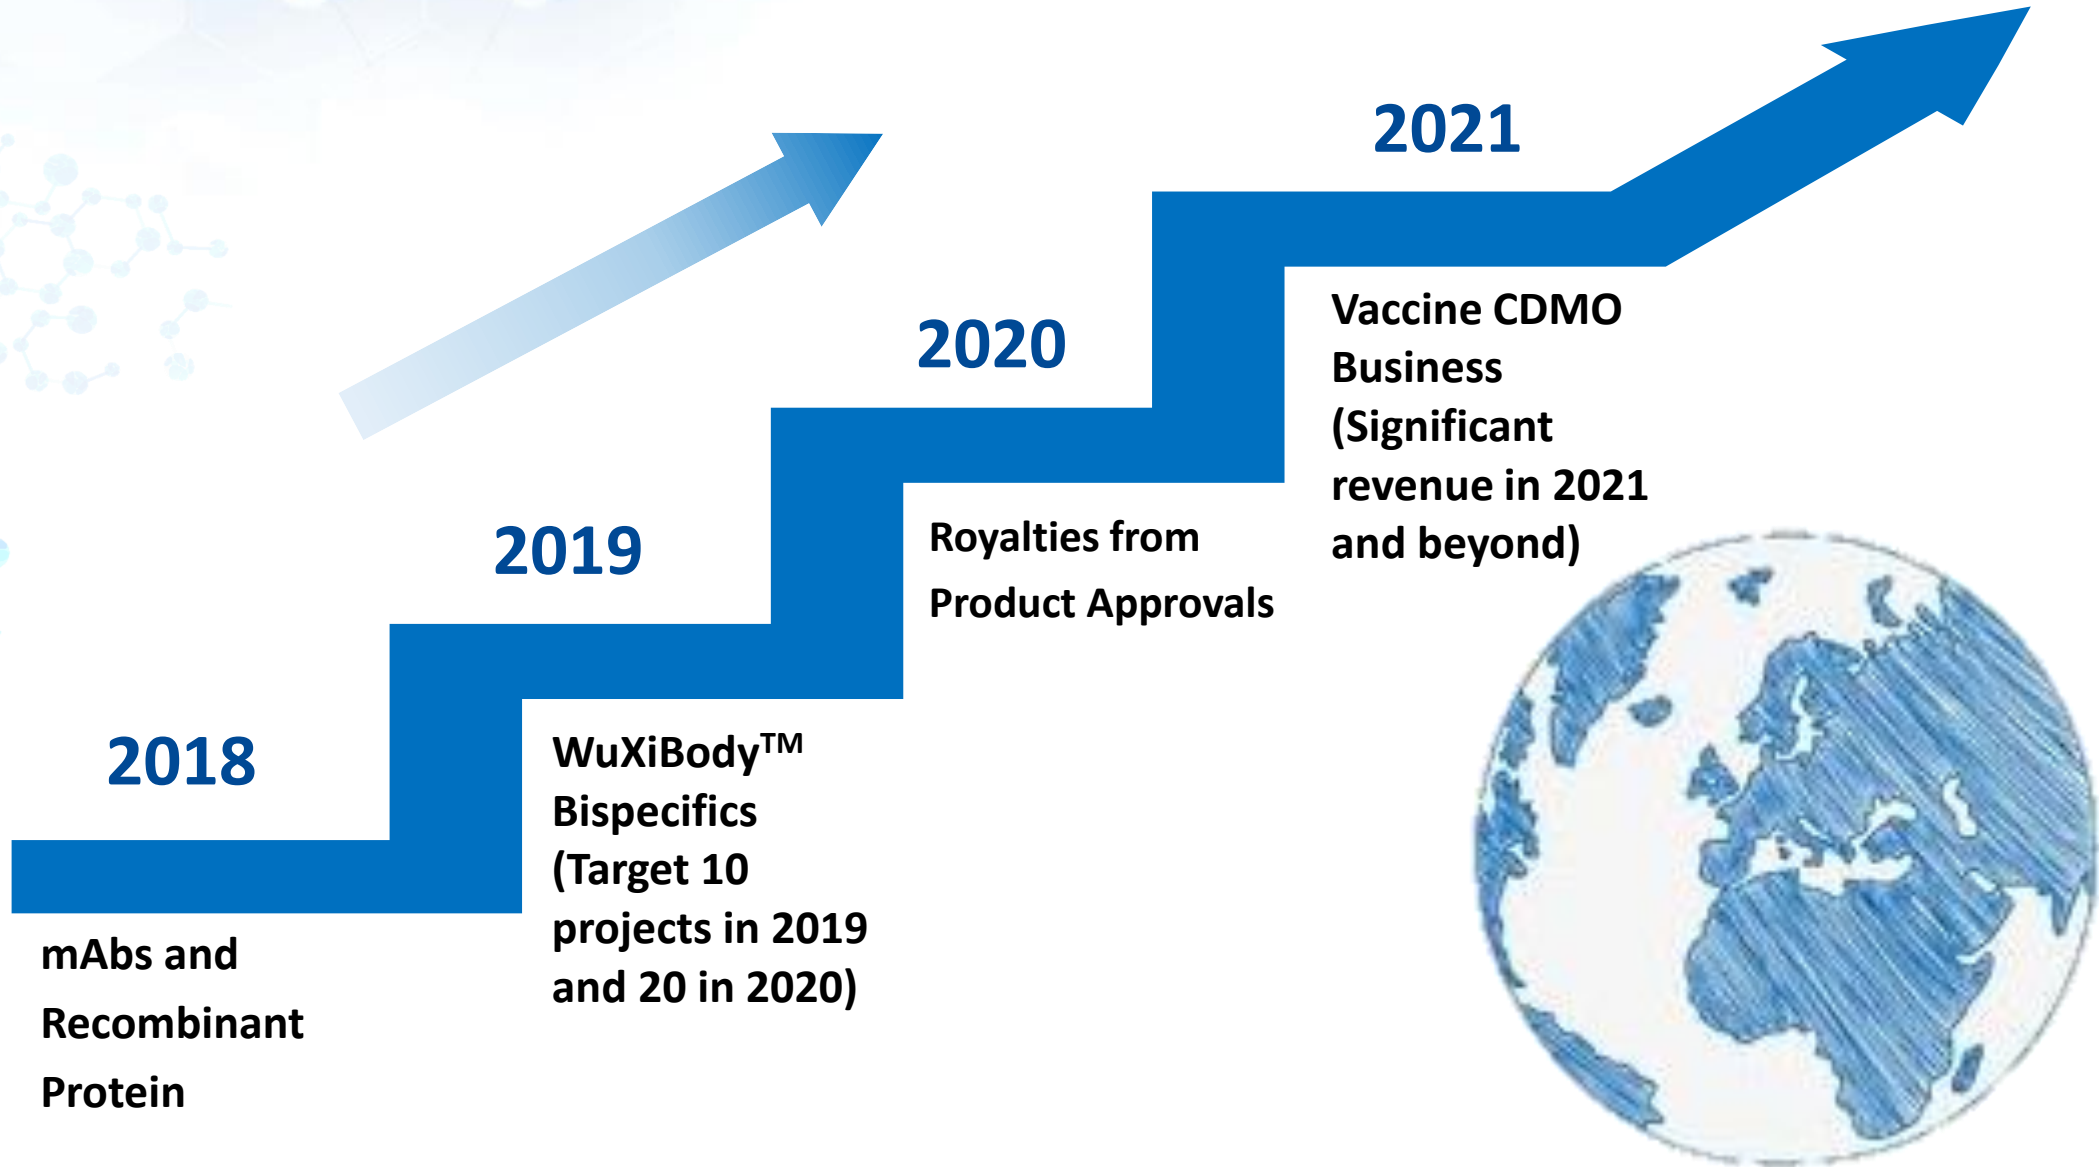 2018
mAbs and
Recombinant
Protein
2019
WuXiBody™
Bispecifics
(Target 10
projects in 2019
and 20 in 2020)
2020
Royalties from
Product Approvals
2021
Vaccine CDMO
Business
(Significant
revenue in 2021
and beyond)